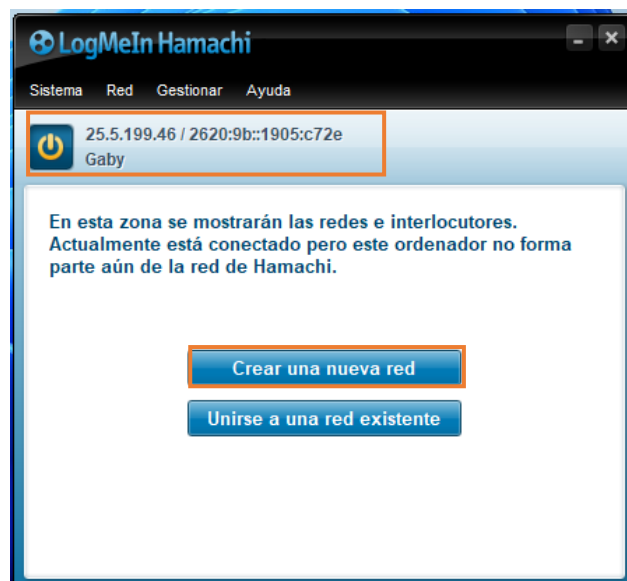 LogMeIn Hamachi
Sistema Red Gestionar Ayuda
25.5.199.46 / 2620:9b::1905:c72e
Gaby
En esta zona se mostrarán las redes e interlocutores.
Actualmente está conectado pero este ordenador no forma
parte aún de la red de Hamachi.
Crear una nueva red
Unirse a una red existente